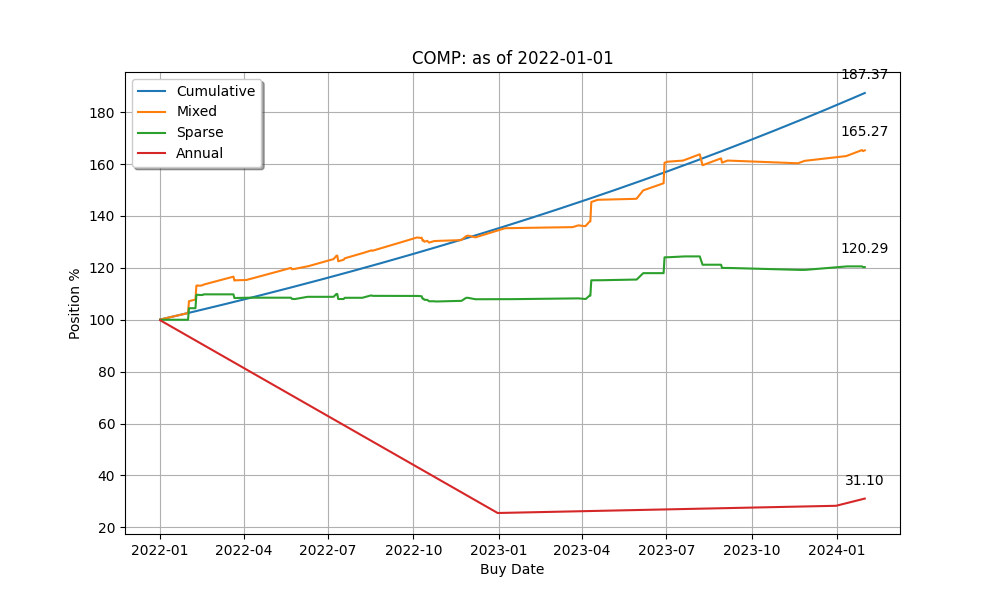 COMP: as of 2022-01-01
187.37
Cumulative
Mixed
Sparse
Annual
165.27
120.29
31.10
Position %
180
160
140
120
100
80
60
40
20
2022-01 2022-04 2022-07 2022-10 2023-01 2023-04 2023-07 2023-10 2024-01
Buy Date